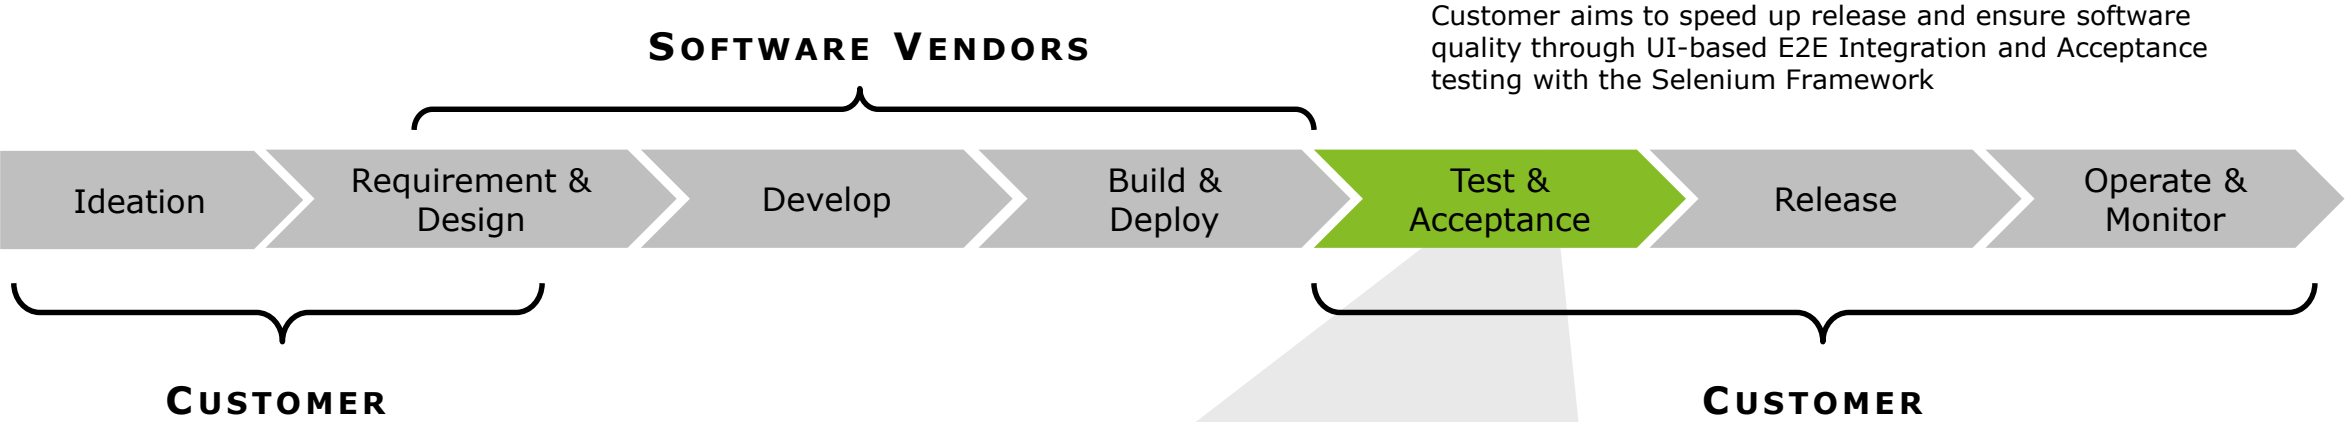 Customer aims to speed up release and ensure software
quality through UI-based E2E Integration and Acceptance
testing with the Selenium Framework
SOFTWARE VENDORS
Ideation
Requirement &
Design
Develop
Build &
Deploy
Test &
Acceptance
Release
Operate &
Monitor
CUSTOMER
CUSTOMER